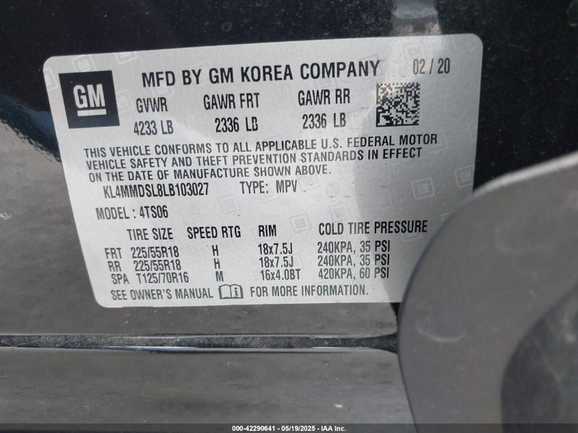 GM
MFD BY GM KOREA COMPANY 02 / 20
GVWR GAWR FRT GAWR RR
4233 LB 2336 LB 2336 LB
THIS VEHICLE CONFORMS TO ALL APPLICABLE U.S. FEDERAL MOTOR
VEHICLE SAFETY AND THEFT PREVENTION STANDARDS IN EFFECT
ON THE DATE OF MANUFACTURE SHOWN ABOVE.
KL4MMDSL8LB103027 TYPE: MPV
MODEL : 4TS06
TIRE SIZE SPEED RTG RIM COLD TIRE PRESSURE
FRT 225/55R18 H 18x7.5J 240KPA, 35 PSI
RR 225/55R18 H 18x7.5J 240KPA, 35 PSI
SPA T125/70R16 M 16x4.0BT 420KPA, 60 PSI
SEE OWNER'S MANUAL FOR MORE INFORMATION.
000-42290641 - 05/19/2025 - IAA Inc.